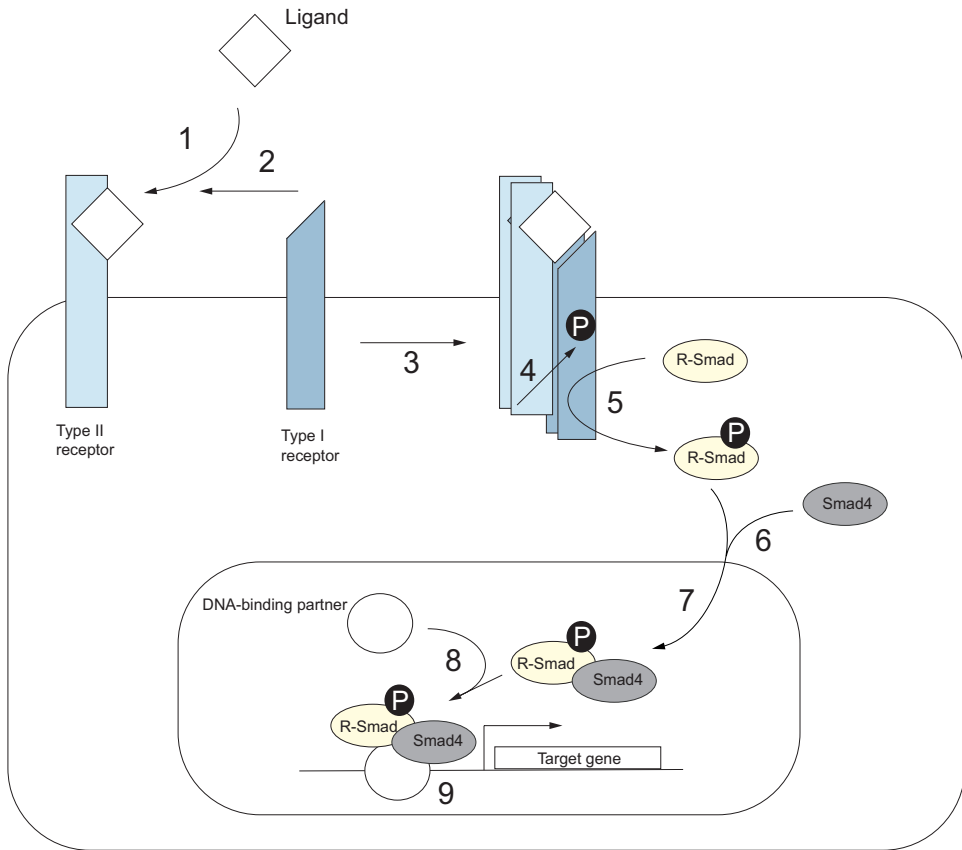 Ligand
1
2
Type II
receptor
Type I
receptor
3
P
4
5
R-Smad
P
R-Smad
Smad4
6
7
DNA-binding partner
8
P
R-Smad
Smad4
P
R-Smad
Smad4
Target gene
9